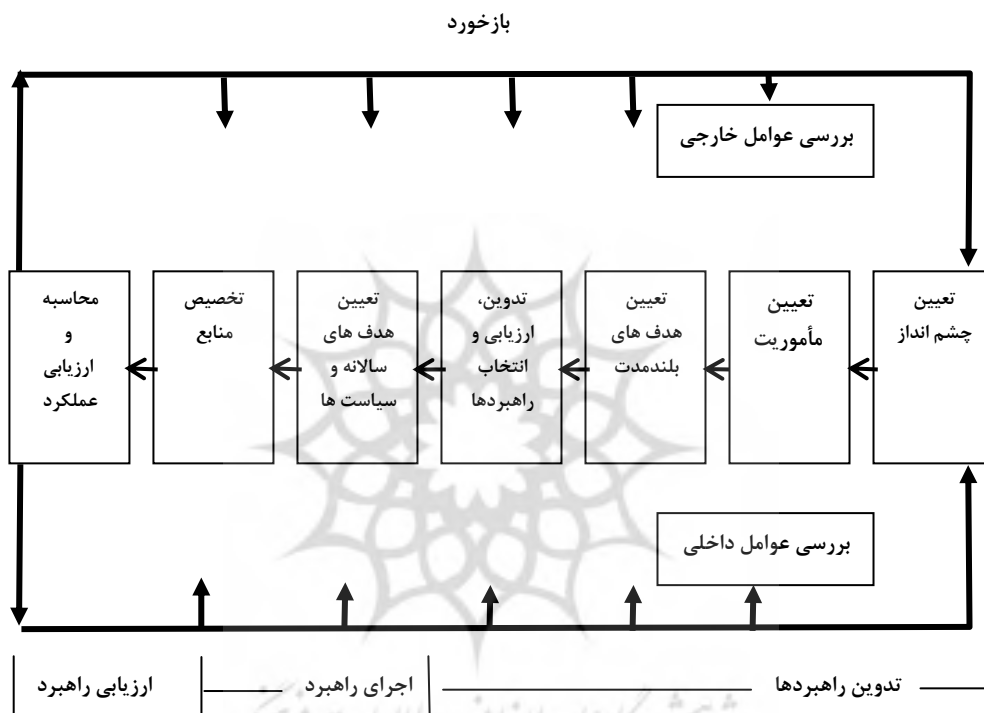 بازخورد
بررسی عوامل خارجی
تعیین
چشم انداز
تعیین
مأموریت
تعیین
هدف های
بلندمدت
تدوین،
ارزیابی و
انتخاب
راهبردها
تعیین
هدف های
سالانه و
سیاست ها
تخصیص
منابع
محاسبه
و
ارزیابی
عملکرد
بررسی عوامل داخلی
تدوین راهبردها
اجرای راهبرد
ارزیابی راهبرد